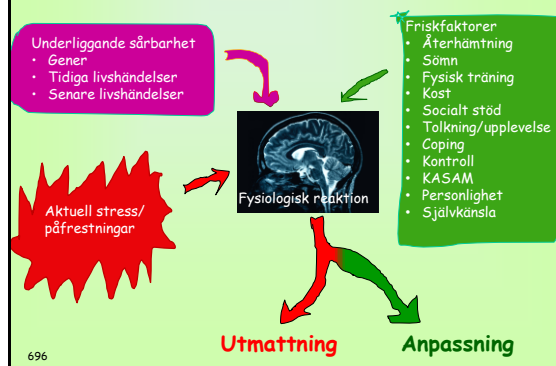 Underliggande sårbarhet
• Gener
• Tidiga livshändelser
• Senare livshändelser
Friskfaktorer
• Återhämtning
• Sömn
• Fysisk träning
• Kost
• Socialt stöd
• Tolkning/upplevelse
• Coping
• Kontroll
• KASAM
• Personlighet
• Självkänsla
Aktuell stress/
påfrestningar
Fysiologisk reaktion
Utmattning
Anpassning
696